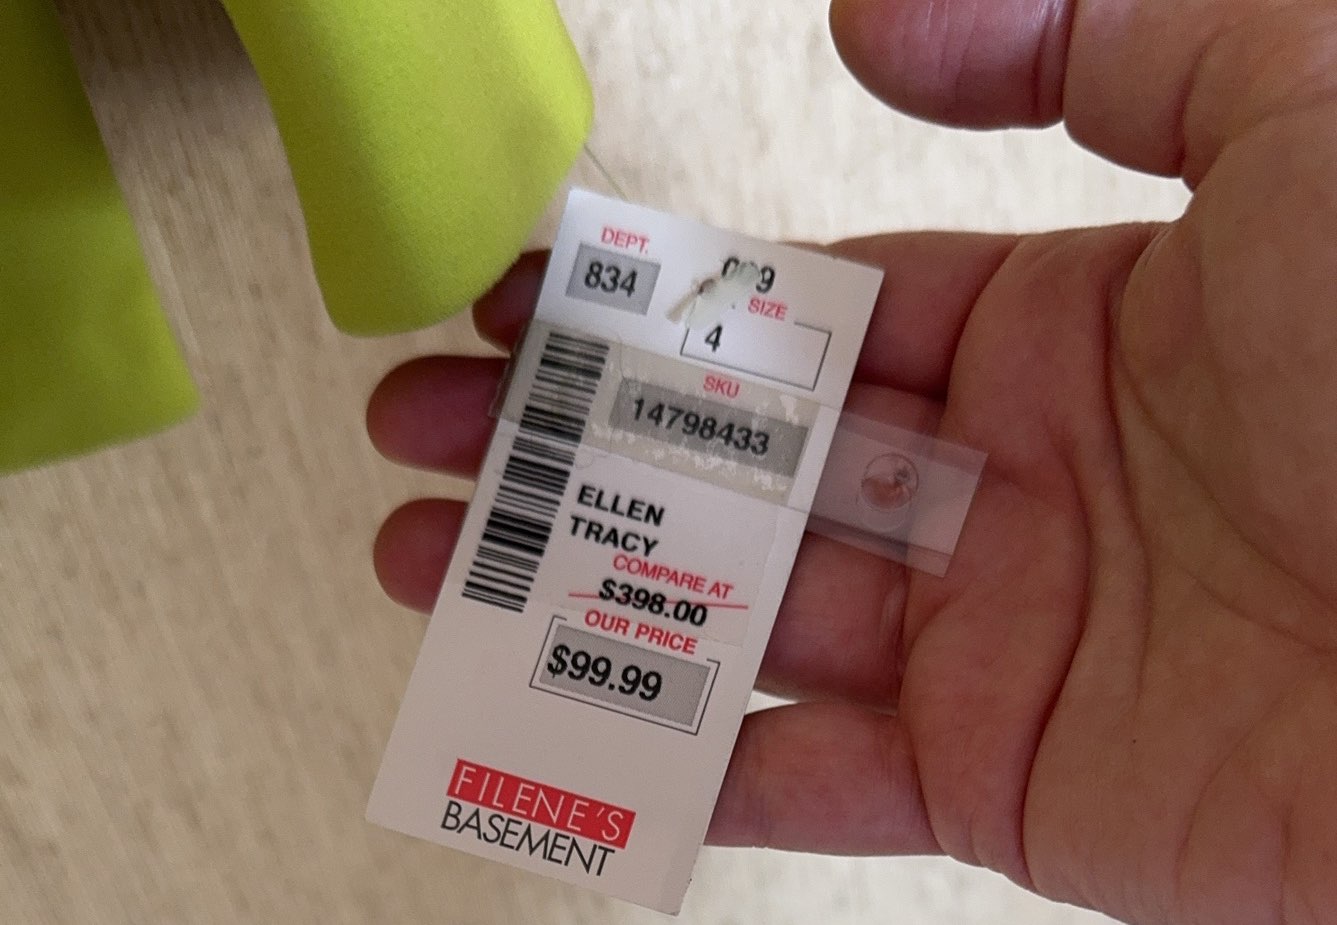 DEPT.
834
SIZE
4
SKU
14798433
ELLEN
TRACY
COMPARE AT
$398.00
OUR PRICE
$99.99
FILENE'S
BASEMENT